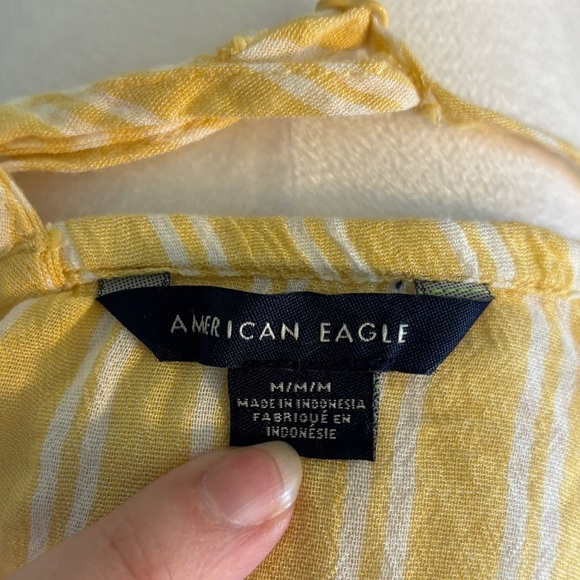 AMERICAN EAGLE
M/M/M
MADE IN INDONESIA
FABRIQUÉ EN
INDONÉSIE